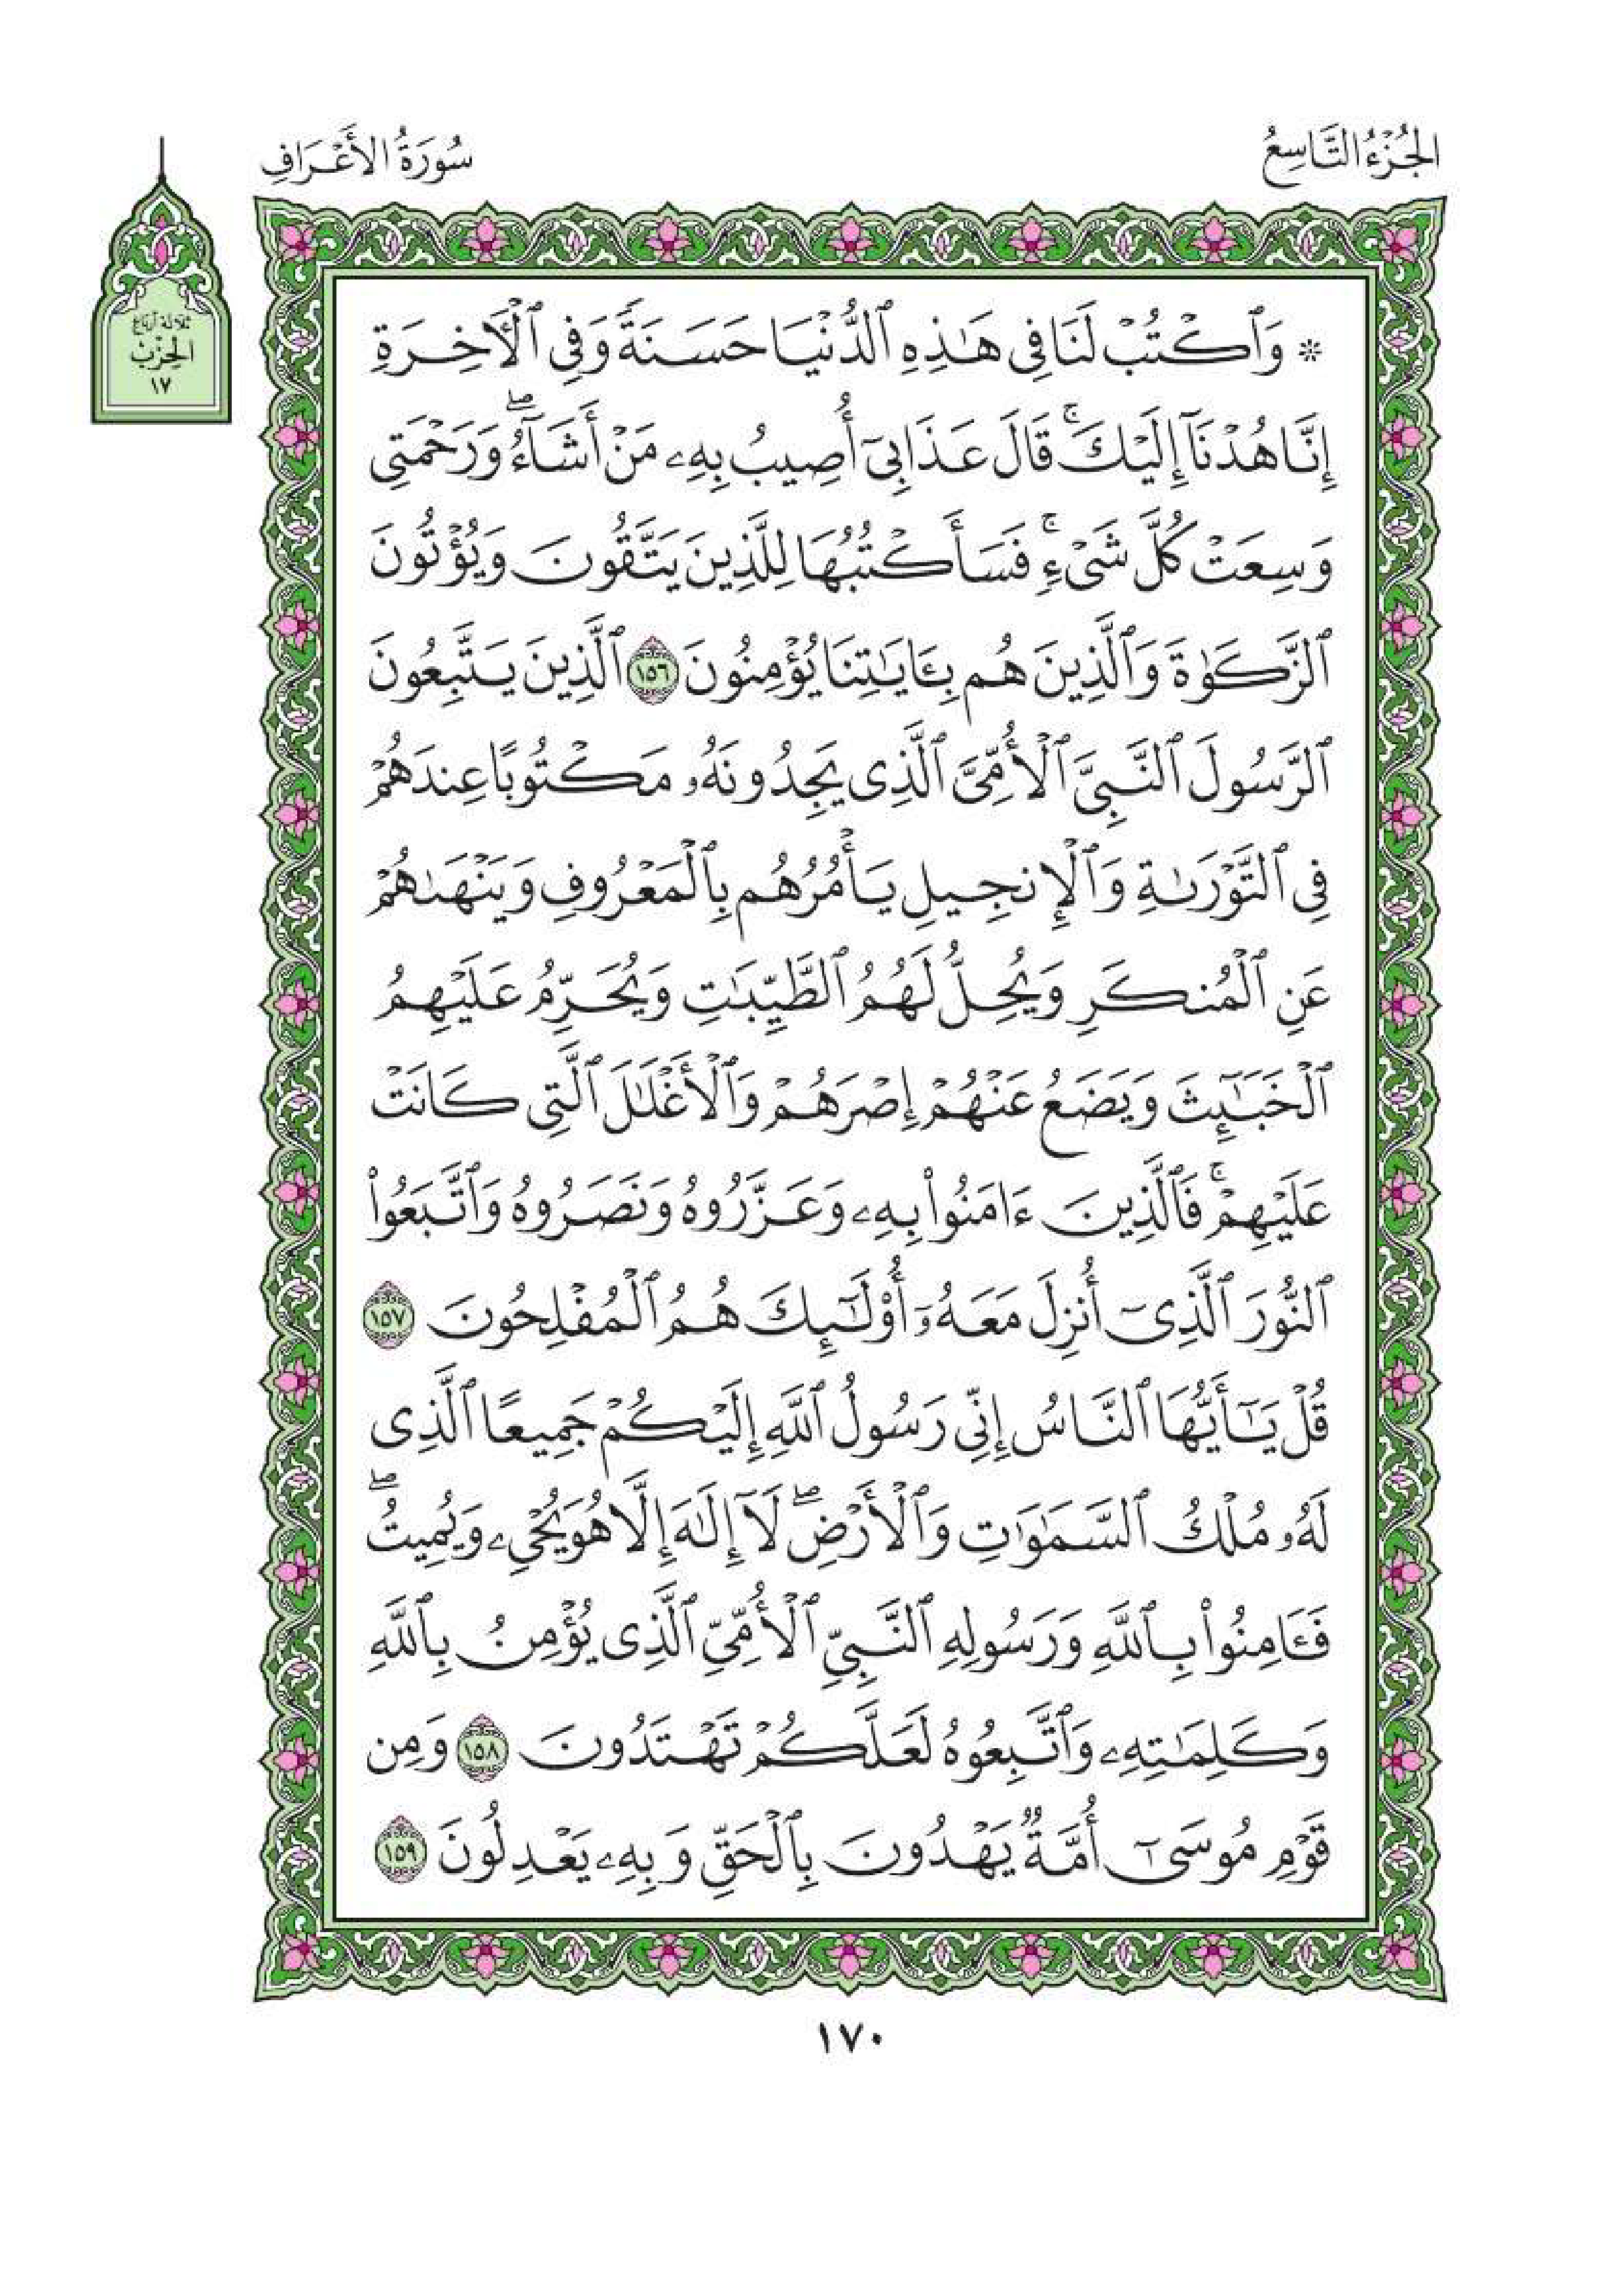 الجُزْءُ التَّاسِعُ
سُورَةُ الأَعْرَافِ
ثلاثة أرباع
الحِزْب
١٧
* وَٱكْتُبْ لَنَا فِى هَـٰذِهِ ٱلدُّنْيَا حَسَنَةً وَفِى ٱلْـَٔاخِرَةِ
إِنَّا هُدْنَآ إِلَيْكَ ۚ قَالَ عَذَابِىٓ أُصِيبُ بِهِۦ مَنْ أَشَآءُ ۖ وَرَحْمَتِى
وَسِعَتْ كُلَّ شَىْءٍ ۚ فَسَأَكْتُبُهَا لِلَّذِينَ يَتَّقُونَ وَيُؤْتُونَ
ٱلزَّكَوٰةَ وَٱلَّذِينَ هُم بِـَٔايَـٰتِنَا يُؤْمِنُونَ ١٥٦ ٱلَّذِينَ يَتَّبِعُونَ
ٱلرَّسُولَ ٱلنَّبِىَّ ٱلْأُمِّىَّ ٱلَّذِى يَجِدُونَهُۥ مَكْتُوبًا عِندَهُمْ
فِى ٱلتَّوْرَىٰةِ وَٱلْإِنجِيلِ يَأْمُرُهُم بِٱلْمَعْرُوفِ وَيَنْهَىٰهُمْ
عَنِ ٱلْمُنكَرِ وَيُحِلُّ لَهُمُ ٱلطَّيِّبَـٰتِ وَيُحَرِّمُ عَلَيْهِمُ
ٱلْخَبَـٰٓئِثَ وَيَضَعُ عَنْهُمْ إِصْرَهُمْ وَٱلْأَغْلَـٰلَ ٱلَّتِى كَانَتْ
عَلَيْهِمْ ۚ فَٱلَّذِينَ ءَامَنُوا۟ بِهِۦ وَعَزَّرُوهُ وَنَصَرُوهُ وَٱتَّبَعُوا۟
ٱلنُّورَ ٱلَّذِىٓ أُنزِلَ مَعَهُۥٓ أُو۟لَـٰٓئِكَ هُمُ ٱلْمُفْلِحُونَ ١٥٧
قُلْ يَـٰٓأَيُّهَا ٱلنَّاسُ إِنِّى رَسُولُ ٱللَّهِ إِلَيْكُمْ جَمِيعًا ٱلَّذِى
لَهُۥ مُلْكُ ٱلسَّمَـٰوَٰتِ وَٱلْأَرْضِ ۖ لَآ إِلَـٰهَ إِلَّا هُوَ يُحْىِۦ وَيُمِيتُ ۖ
فَـَٔامِنُوا۟ بِٱللَّهِ وَرَسُولِهِ ٱلنَّبِىِّ ٱلْأُمِّىِّ ٱلَّذِى يُؤْمِنُ بِٱللَّهِ
وَكَلِمَـٰتِهِۦ وَٱتَّبِعُوهُ لَعَلَّكُمْ تَهْتَدُونَ ١٥٨ وَمِن
قَوْمِ مُوسَىٰٓ أُمَّةٌ يَهْدُونَ بِٱلْحَقِّ وَبِهِۦ يَعْدِلُونَ ١٥٩
١٧٠